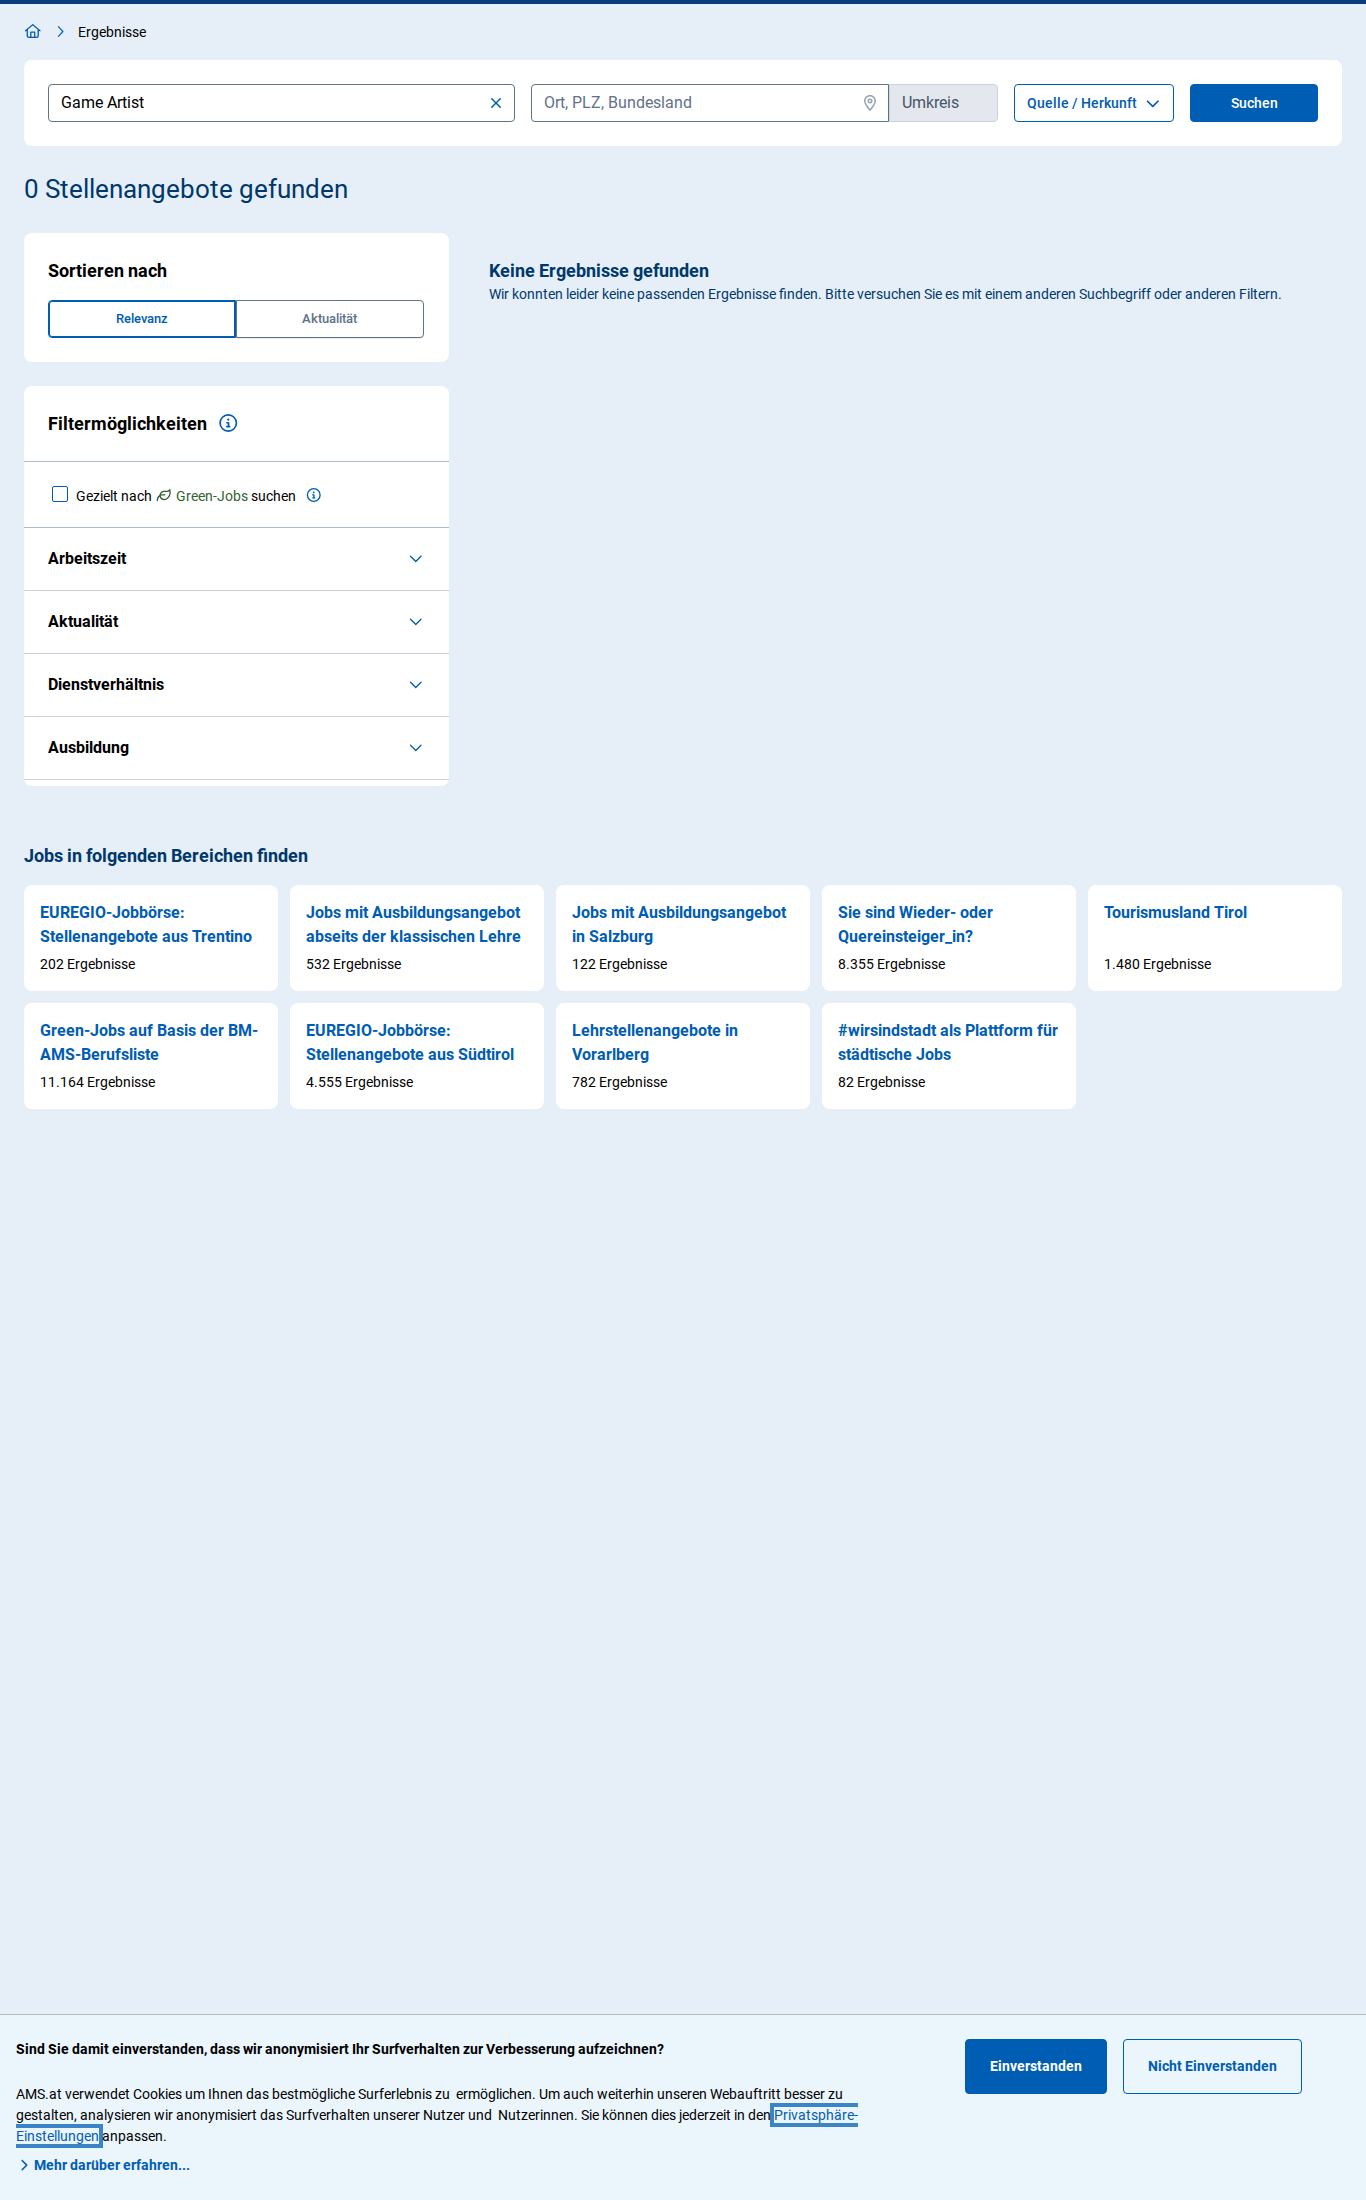 Ergebnisse
Game Artist
Ort, PLZ, Bundesland
Umkreis
Quelle / Herkunft
Suchen
0 Stellenangebote gefunden
Sortieren nach
Relevanz
Aktualität
Keine Ergebnisse gefunden
Wir konnten leider keine passenden Ergebnisse finden. Bitte versuchen Sie es mit einem anderen Suchbegriff oder anderen Filtern.
Filtermöglichkeiten
Gezielt nach Green-Jobs suchen
Arbeitszeit
Aktualität
Dienstverhältnis
Ausbildung
Jobs in folgenden Bereichen finden
EUREGIO-Jobbörse:
Stellenangebote aus Trentino
202 Ergebnisse
Jobs mit Ausbildungsangebot
abseits der klassischen Lehre
532 Ergebnisse
Jobs mit Ausbildungsangebot
in Salzburg
122 Ergebnisse
Sie sind Wieder- oder
Quereinsteiger_in?
8.355 Ergebnisse
Tourismusland Tirol
1.480 Ergebnisse
Green-Jobs auf Basis der BM-
AMS-Berufsliste
11.164 Ergebnisse
EUREGIO-Jobbörse:
Stellenangebote aus Südtirol
4.555 Ergebnisse
Lehrstellenangebote in
Vorarlberg
782 Ergebnisse
#wirsindstadt als Plattform für
städtische Jobs
82 Ergebnisse
Sind Sie damit einverstanden, dass wir anonymisiert Ihr Surfverhalten zur Verbesserung aufzeichnen?
AMS.at verwendet Cookies um Ihnen das bestmögliche Surferlebnis zu ermöglichen. Um auch weiterhin unseren Webauftritt besser zu
gestalten, analysieren wir anonymisiert das Surfverhalten unserer Nutzer und Nutzerinnen. Sie können dies jederzeit in den Privatsphäre-
Einstellungen anpassen.
Mehr darüber erfahren...
Einverstanden
Nicht Einverstanden